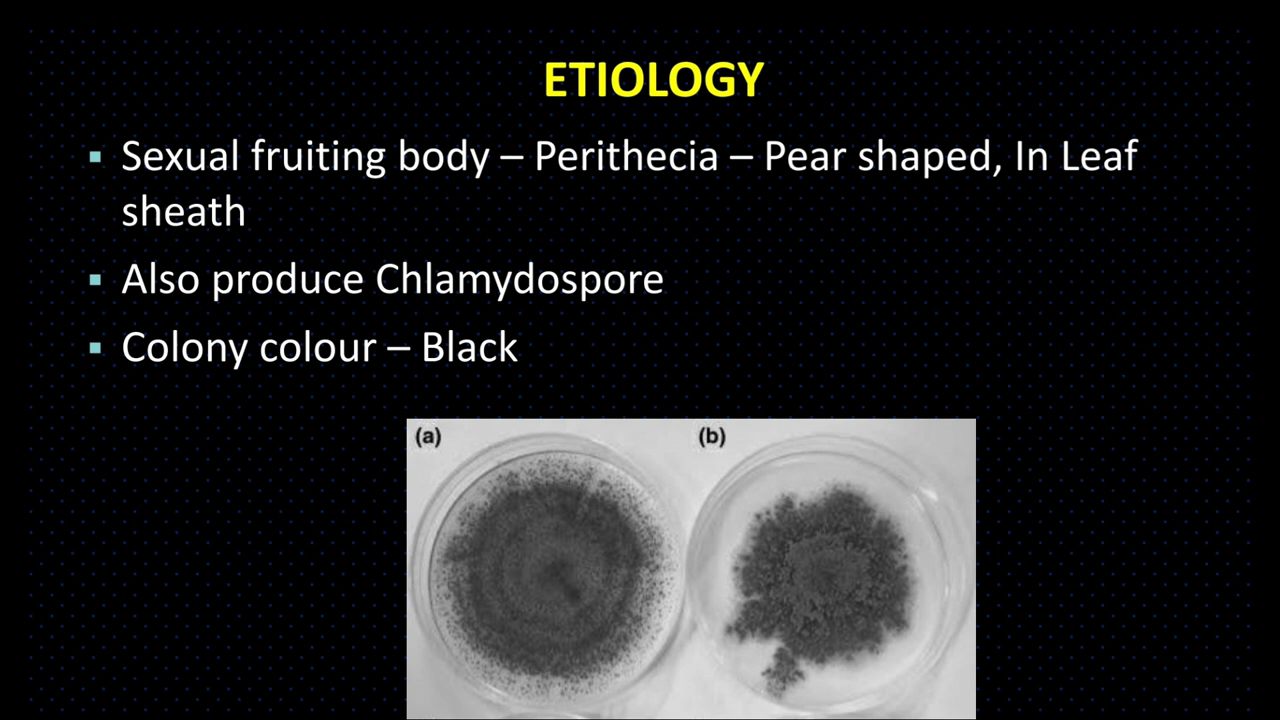 ETIOLOGY
▪ Sexual fruiting body – Perithecia – Pear shaped, In Leaf
sheath
▪ Also produce Chlamydospore
▪ Colony colour – Black
(a) (b)